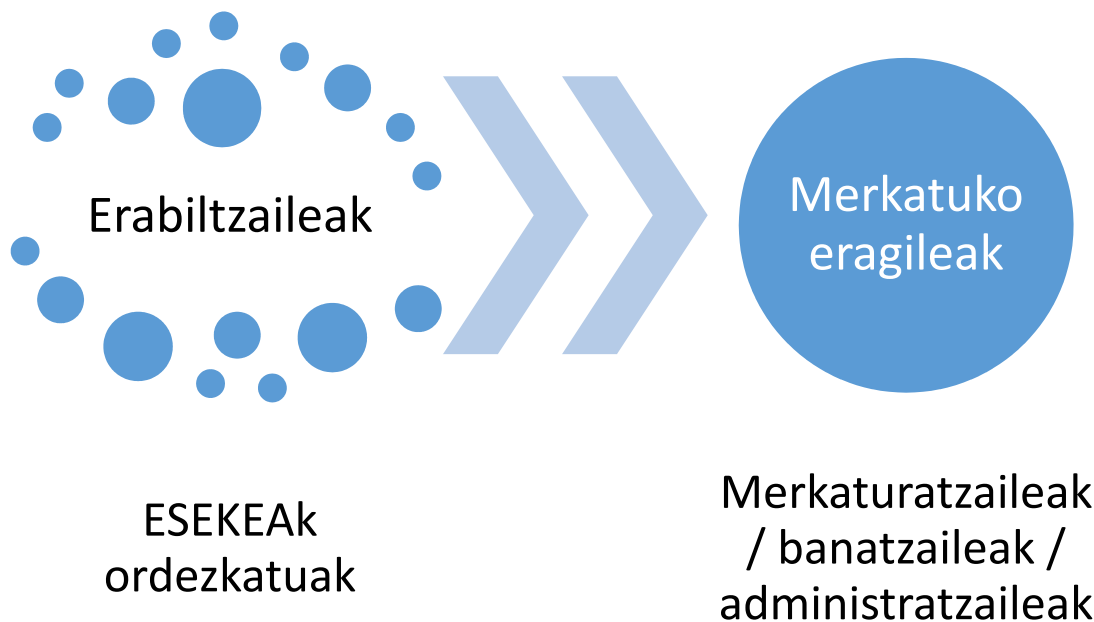 Erabiltzaileak
Merkatuko
eragileak
ESEKEAk
ordezkatuak
Merkaturatzaileak
/ banatzaileak /
administratzaileak